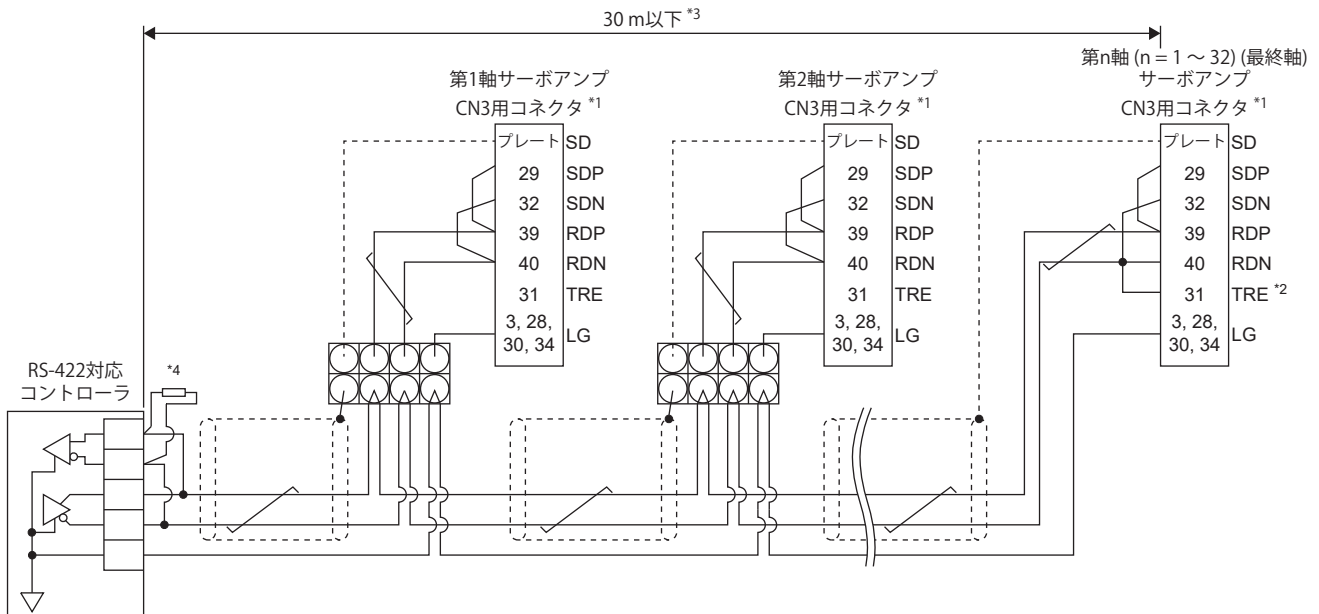 30 m以下 *3
第n軸 (n = 1 ～ 32) (最終軸)
サーボアンプ
CN3用コネクタ *1
第1軸サーボアンプ
CN3用コネクタ *1
第2軸サーボアンプ
CN3用コネクタ *1
プレート SD
29 SDP
32 SDN
39 RDP
40 RDN
31 TRE
3, 28,
30, 34 LG
プレート SD
29 SDP
32 SDN
39 RDP
40 RDN
31 TRE
3, 28,
30, 34 LG
プレート SD
29 SDP
32 SDN
39 RDP
40 RDN
31 TRE *2
3, 28,
30, 34 LG
RS-422対応
コントローラ
*4